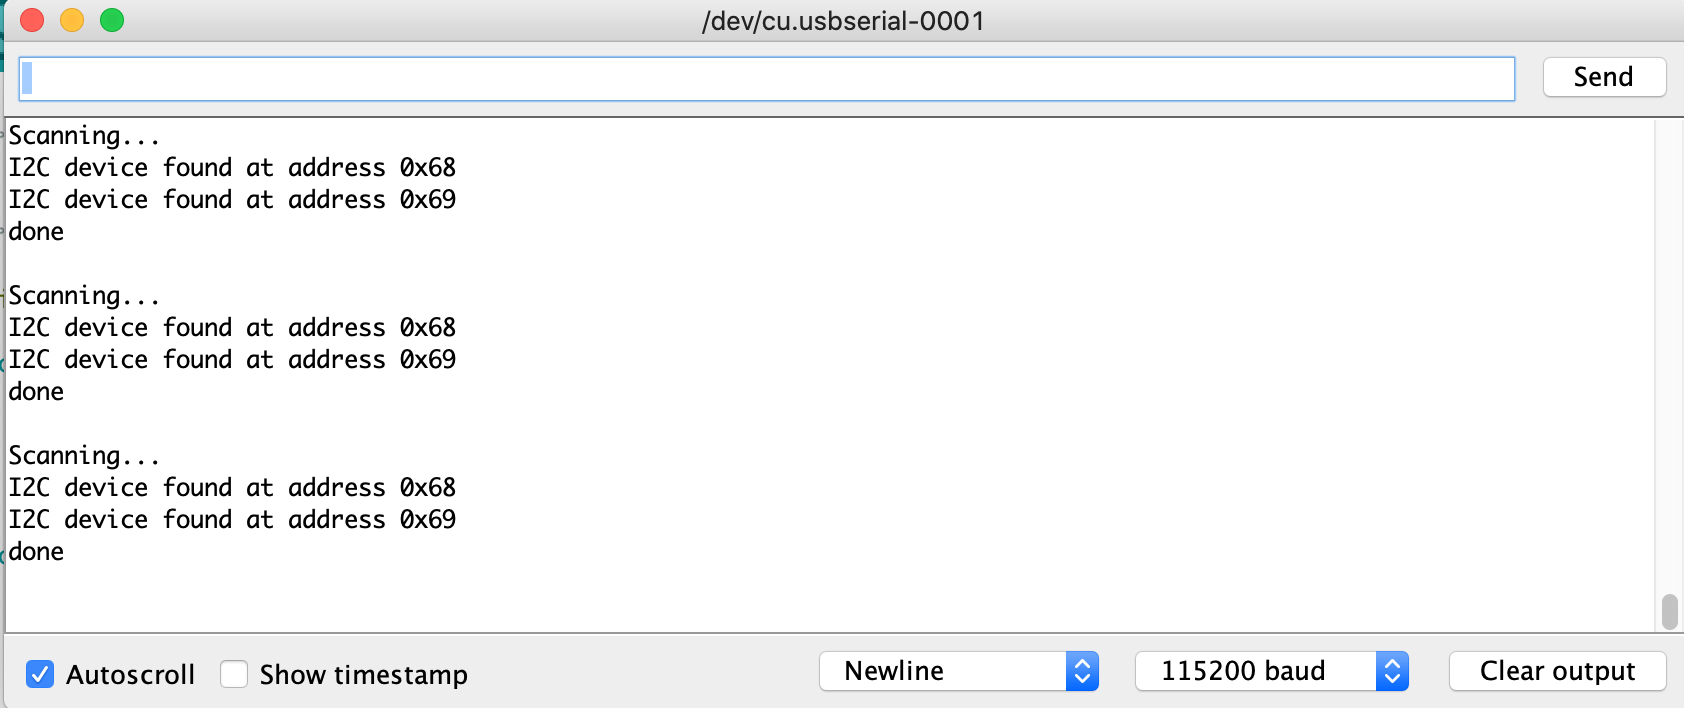 /dev/cu.usbserial-0001
Send
Scanning...
I2C device found at address 0x68
I2C device found at address 0x69
done
Scanning...
I2C device found at address 0x68
I2C device found at address 0x69
done
Scanning...
I2C device found at address 0x68
I2C device found at address 0x69
done
Autoscroll Show timestamp Newline 115200 baud Clear output